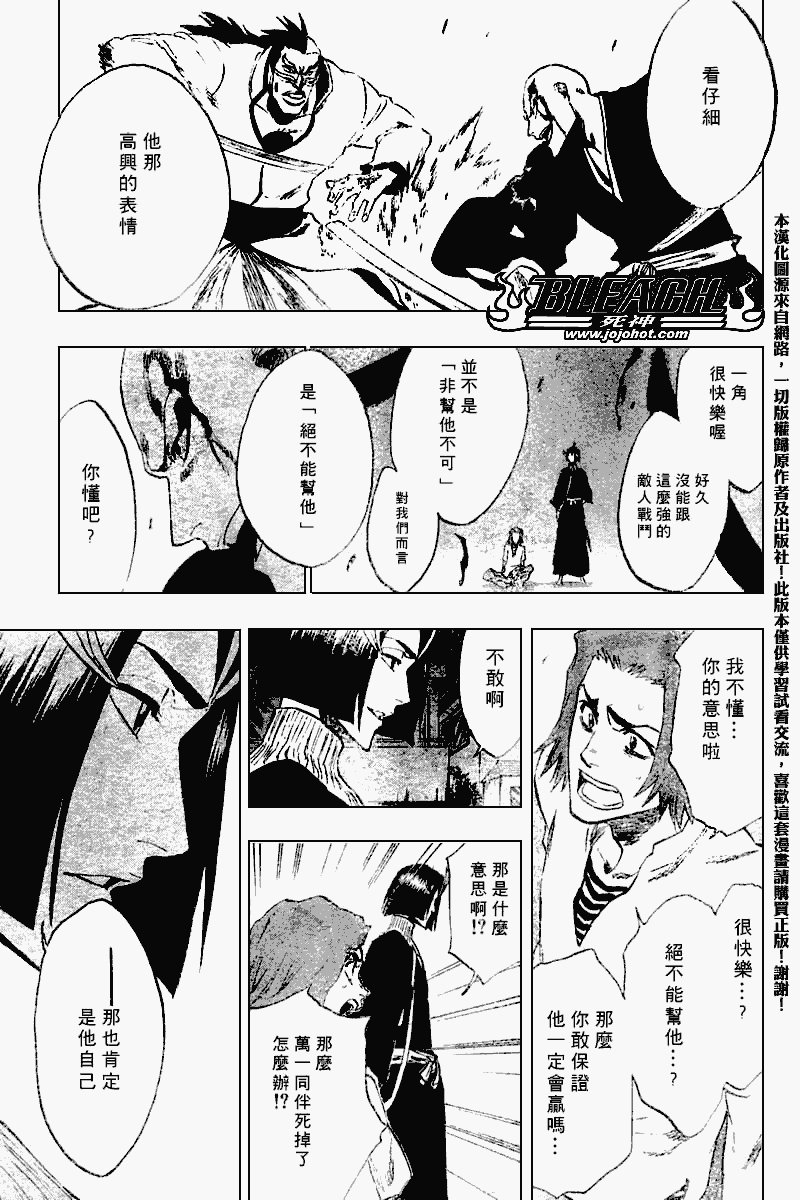 看仔細
他那
高興的表情
BLEACH
死神
www.jojohot.com
一角
很快樂喔
好久
沒能跟
這麼強的
敵人戰鬥
並不是
「非幫他不可」
對我們而言
是「絕不能幫他」
你懂吧?
我不懂…
你的意思啦
很快樂…?
絕不能幫他…?
那麼
你敢保證
他一定會贏嗎…
不敢啊
那是什麼
意思啊!?
那麼
萬一同伴死掉了
怎麼辦!?
——那也肯定
是他自己
本漢化圖源來自網路,一切版權歸原作者及出版社!此版本僅供學習試看交流,喜歡這套漫畫請購買正版!謝謝!